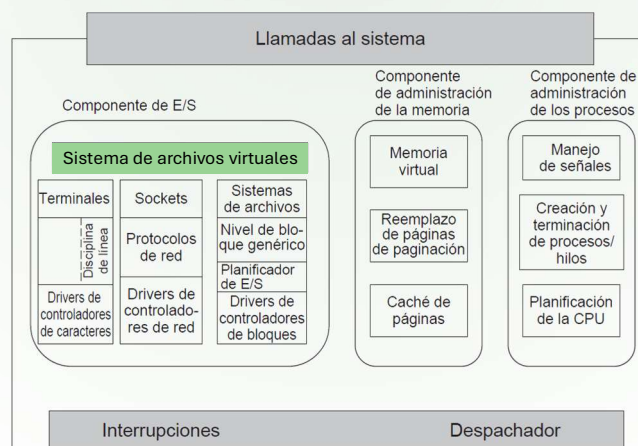 Llamadas al sistema
Componente de E/S
Componente
de administración
de la memoria
Componente de
administración
de los procesos
Sistema de archivos virtuales
Terminales
Disciplina
de línea
Drivers de
controladores
de caracteres
Sockets
Protocolos
de red
Drivers de
controlado-
res de red
Sistemas
de archivos
Nivel de blo-
que genérico
Planificador
de E/S
Drivers de
controladores
de bloques
Memoria
virtual
Reemplazo
de páginas
de paginación
Caché de
páginas
Manejo
de señales
Creación y
terminación
de procesos/
hilos
Planificación
de la CPU
Interrupciones
Despachador